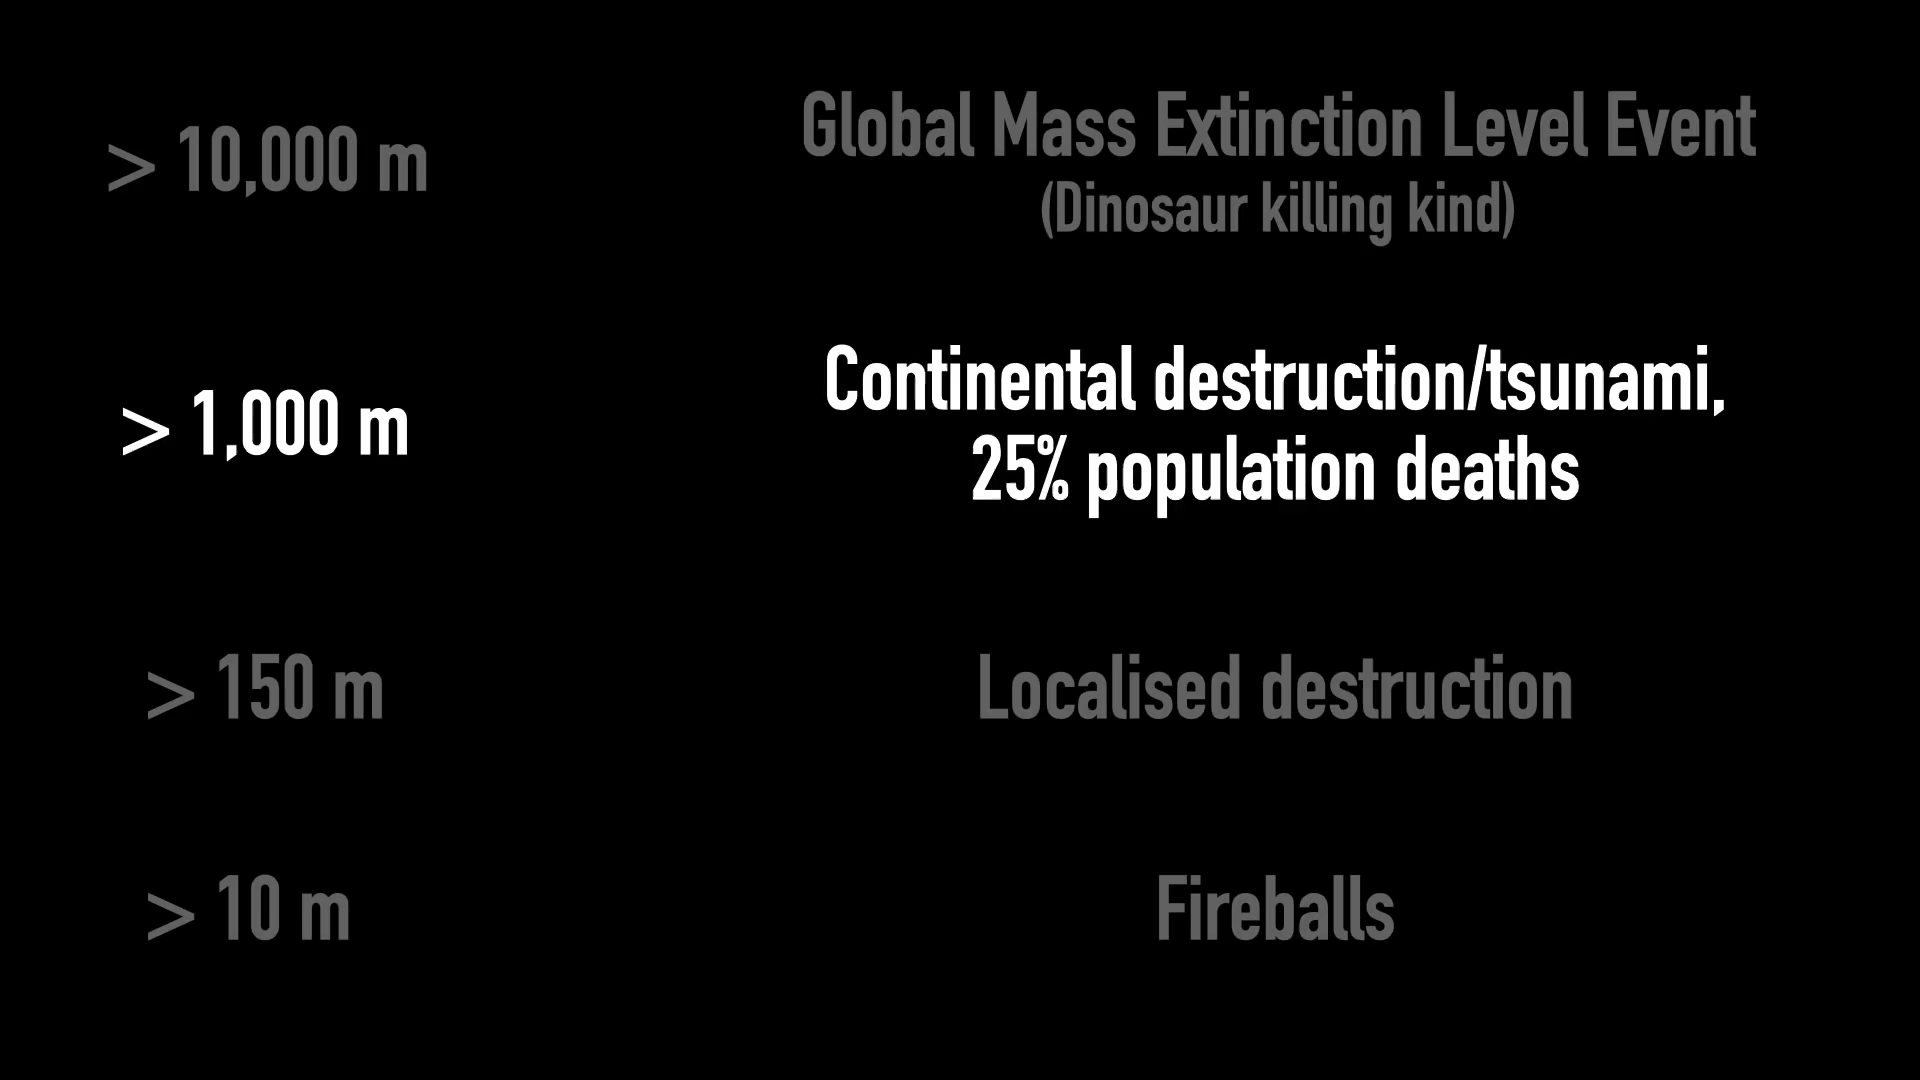 > 10,000 m
Global Mass Extinction Level Event
(Dinosaur killing kind)
> 1,000 m
Continental destruction/tsunami,
25% population deaths
> 150 m
Localised destruction
> 10 m
Fireballs